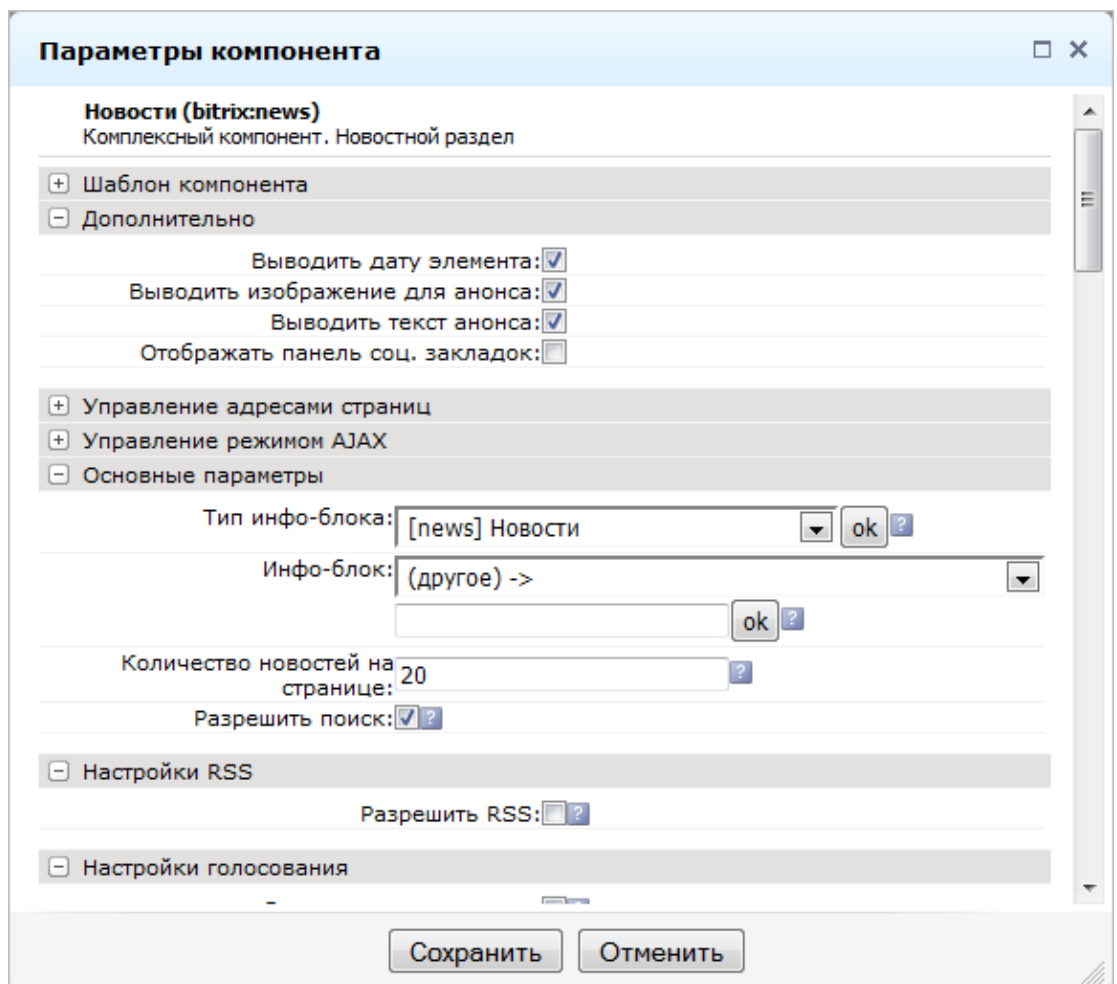 Параметры компонента
Новости (bitrix:news)
Комплексный компонент. Новостной раздел
Шаблон компонента
Дополнительно
Выводить дату элемента:
Выводить изображение для анонса:
Выводить текст анонса:
Отображать панель соц. закладок:
Управление адресами страниц
Управление режимом AJAX
Основные параметры
Тип инфо-блока: [news] Новости ok ?
Инфо-блок: (другое) ->
ok ?
Количество новостей на
странице: 20 ?
Разрешить поиск: ?
Настройки RSS
Разрешить RSS: ?
Настройки голосования
Сохранить Отменить